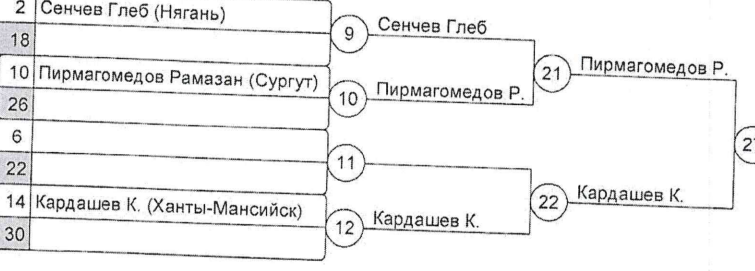 2 Сенчев Глеб (Нягань)
18
9
Сенчев Глеб
10 Пирмагомедов Рамазан (Сургут)
26
10
Пирмагомедов Р.
21
Пирмагомедов Р.
6
22
11
14 Кардашев К. (Ханты-Мансийск)
30
12
Кардашев К.
22
Кардашев К.